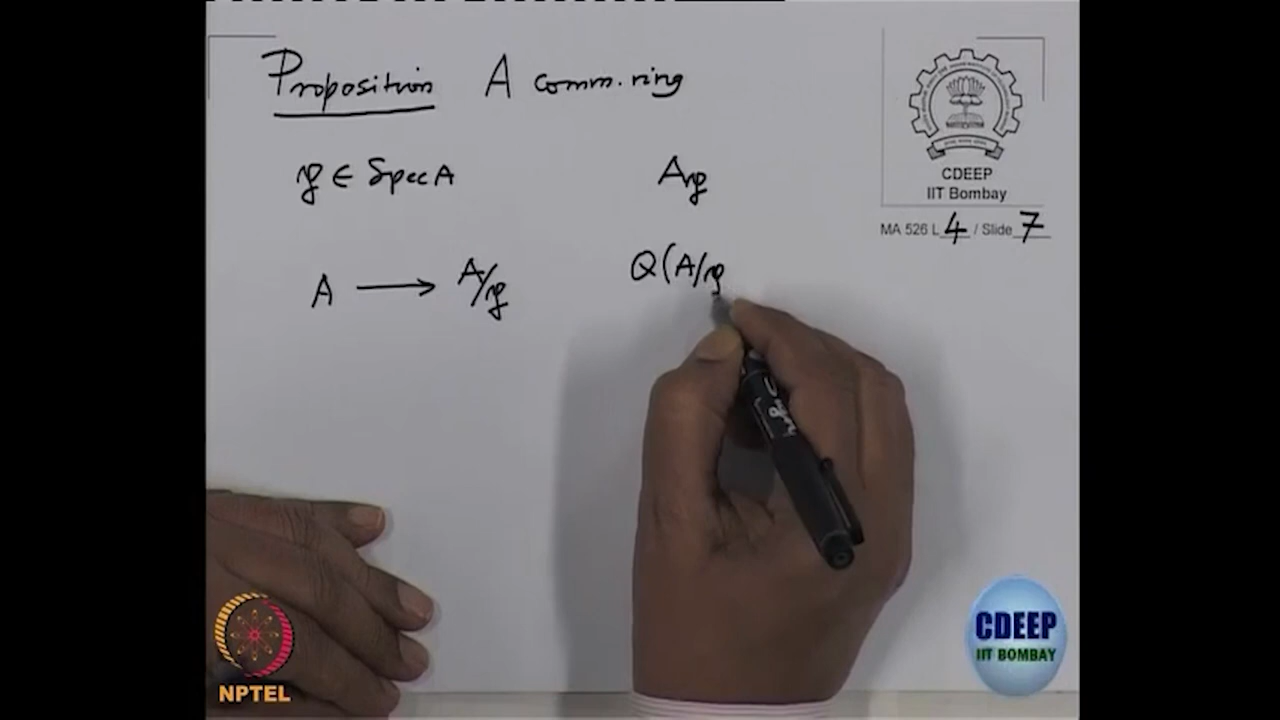 Proposition A comm. ring
𝔭 ∈ Spec A A𝔭
A ⟶ A/𝔭 Q(A/𝔭
CDEEP
IIT Bombay
MA 526 L 4 / Slide 7
NPTEL
CDEEP
IIT BOMBAY